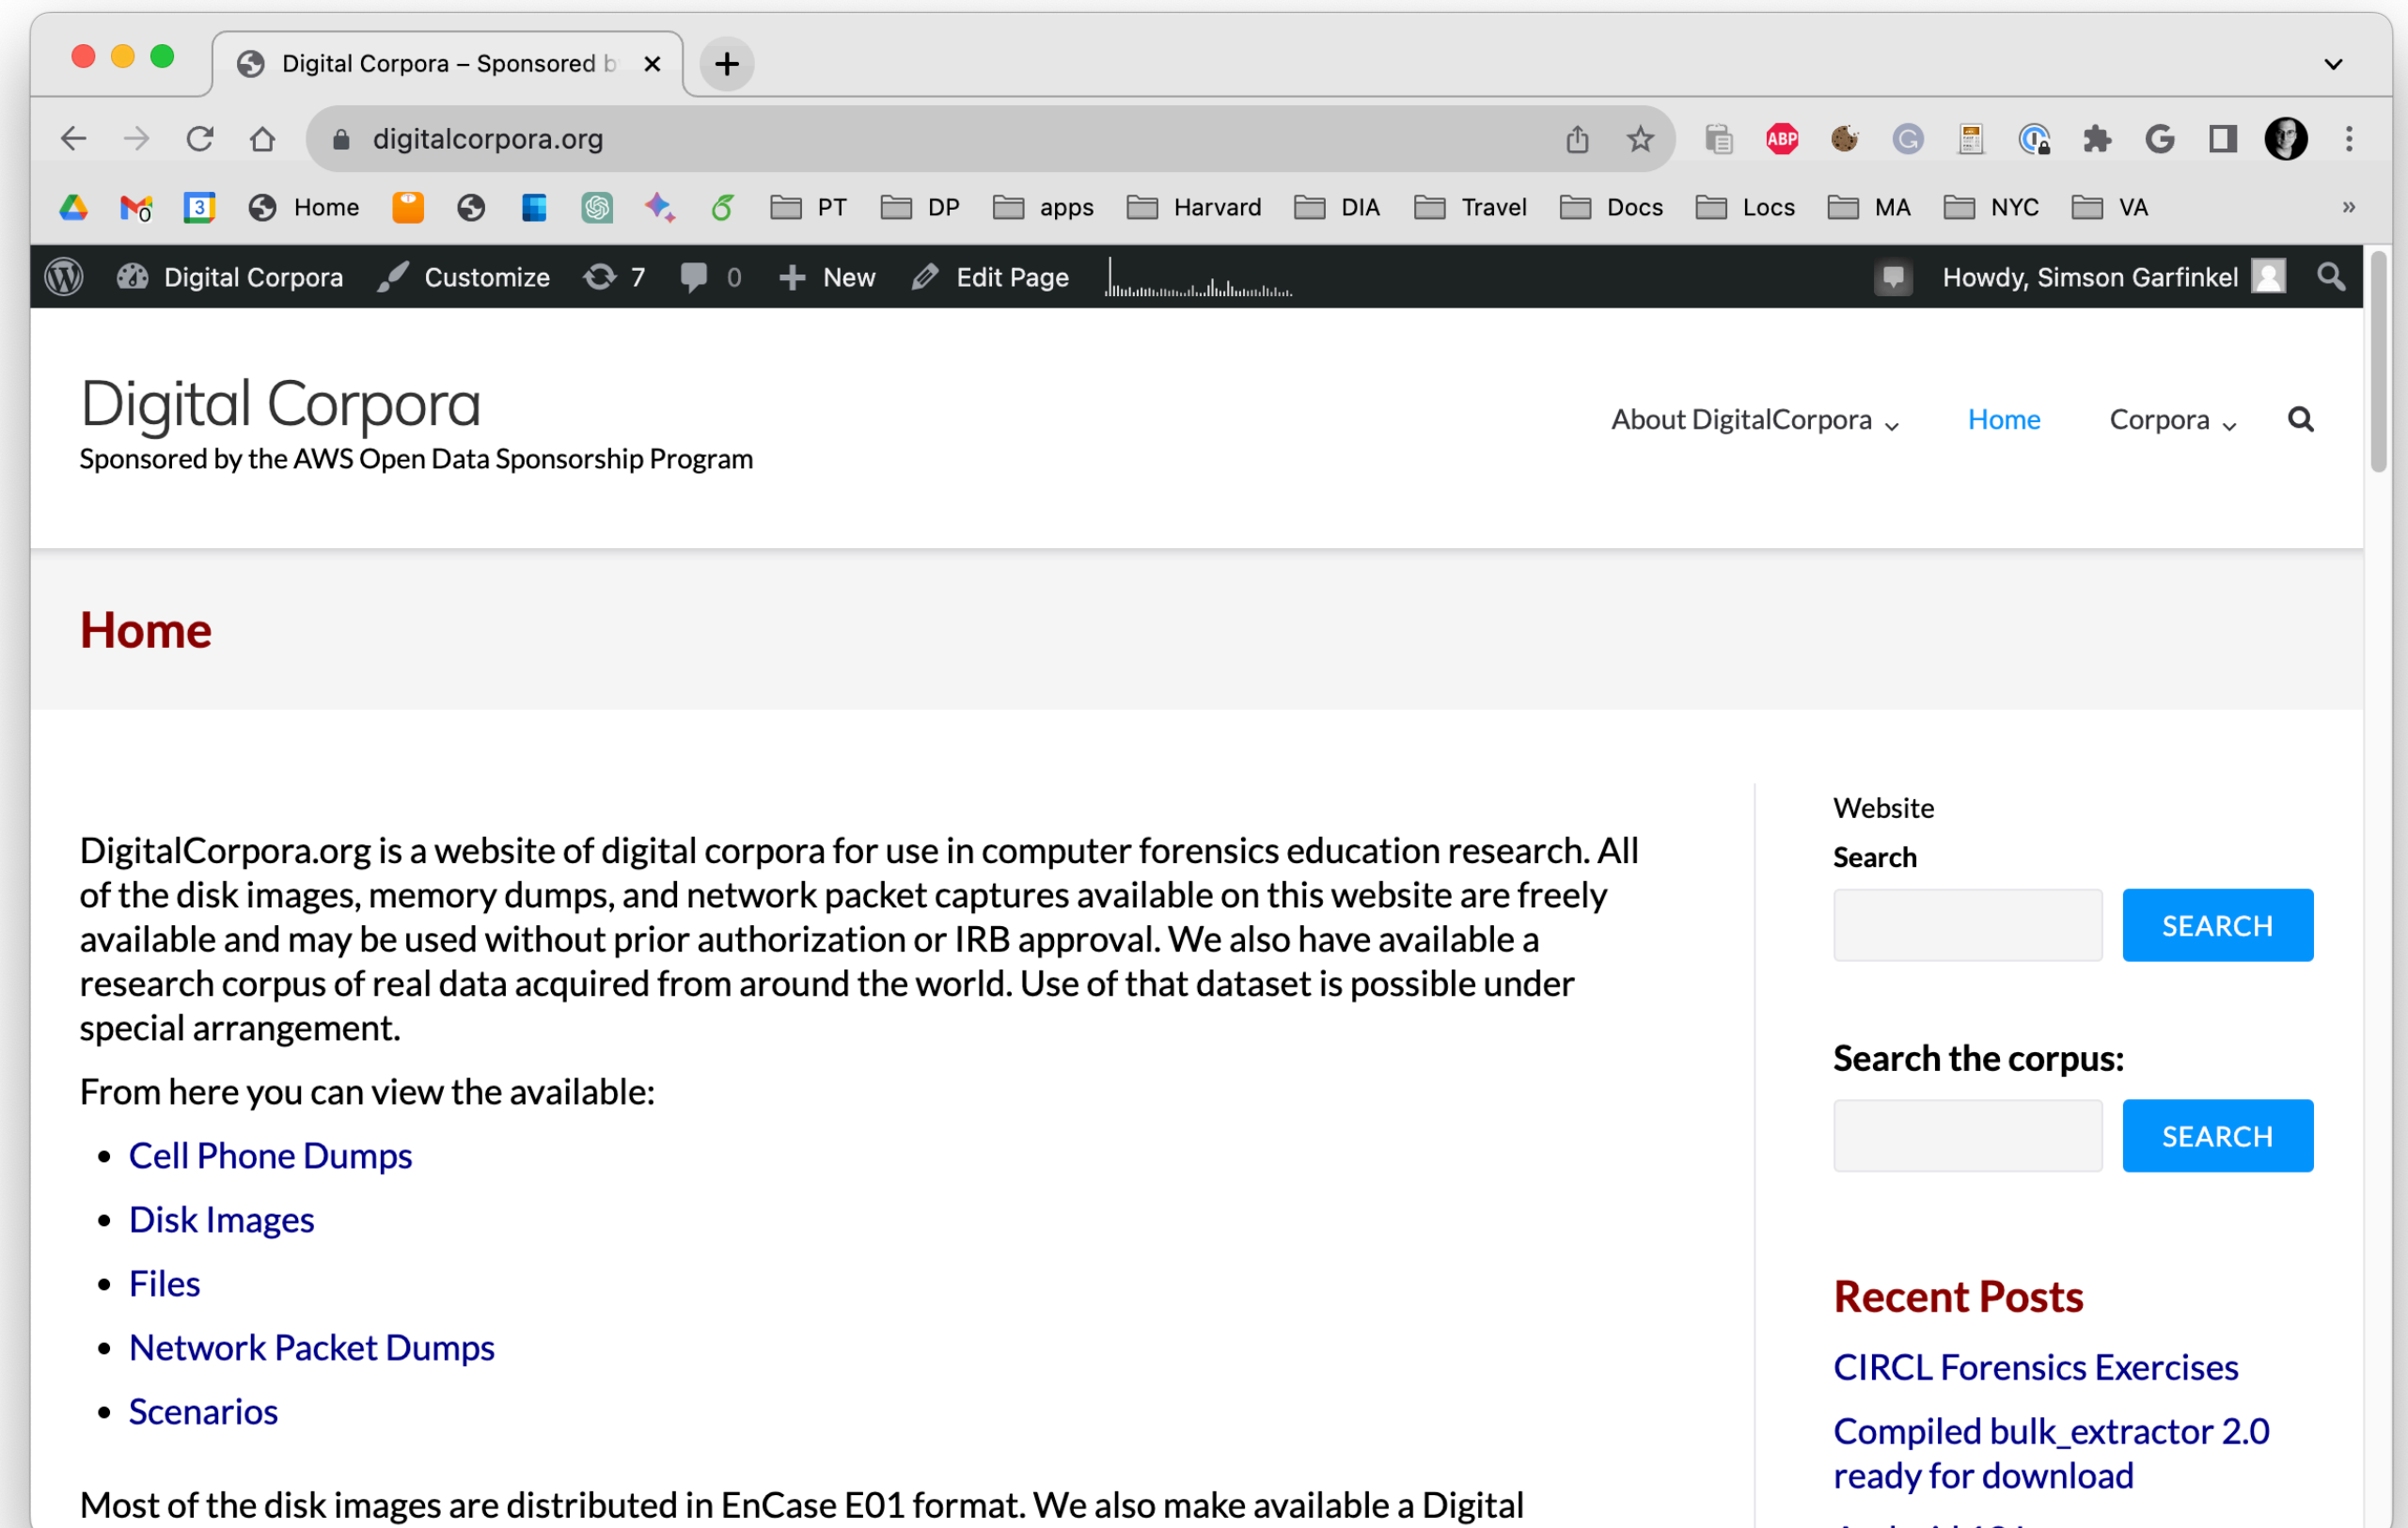 Digital Corpora – Sponsored b
digitalcorpora.org
ABP
G
G
0
3
Home
PT
DP
apps
Harvard
DIA
Travel
Docs
Locs
MA
NYC
VA
»
Digital Corpora
Customize
7
0
New
Edit Page
Howdy, Simson Garfinkel
Digital Corpora
Sponsored by the AWS Open Data Sponsorship Program
About DigitalCorpora
Home
Corpora
Home
DigitalCorpora.org is a website of digital corpora for use in computer forensics education research. All
of the disk images, memory dumps, and network packet captures available on this website are freely
available and may be used without prior authorization or IRB approval. We also have available a
research corpus of real data acquired from around the world. Use of that dataset is possible under
special arrangement.
From here you can view the available:
• Cell Phone Dumps
• Disk Images
• Files
• Network Packet Dumps
• Scenarios
Most of the disk images are distributed in EnCase E01 format. We also make available a Digital
Website
Search
SEARCH
Search the corpus:
SEARCH
Recent Posts
CIRCL Forensics Exercises
Compiled bulk_extractor 2.0
ready for download